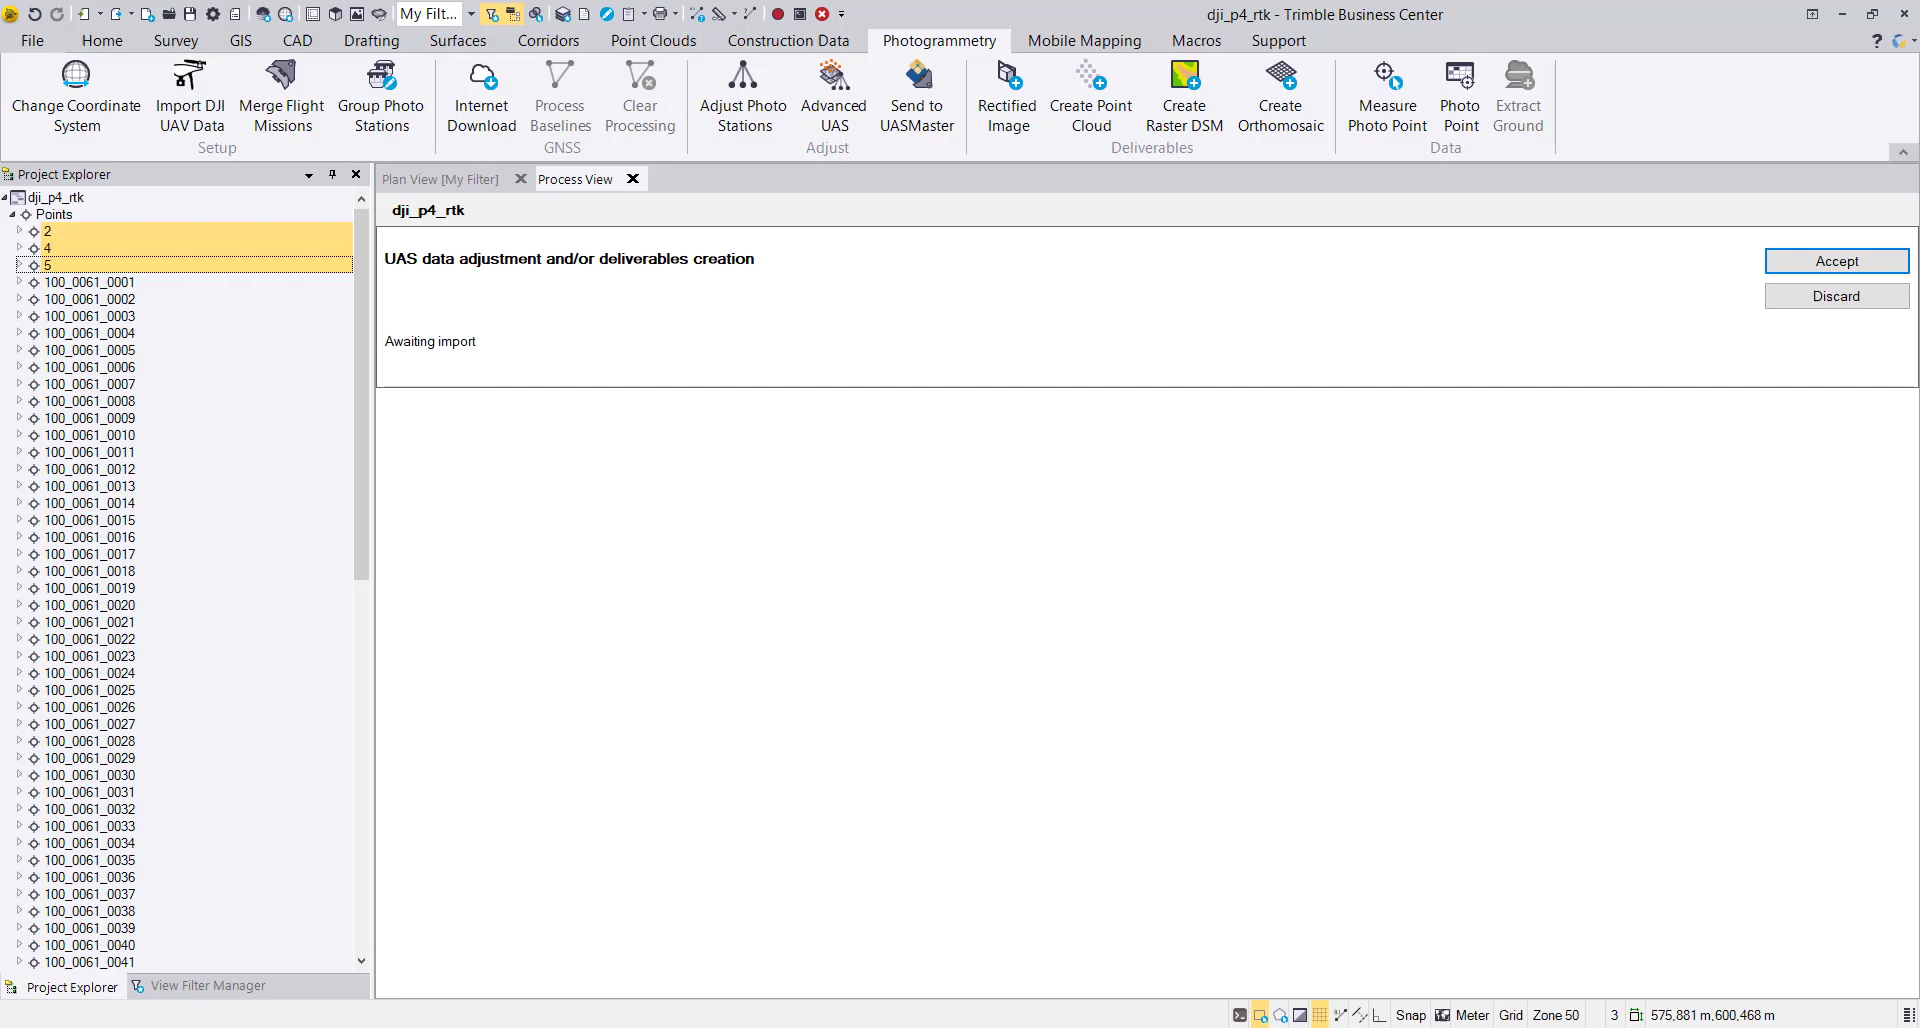 My Filt...
dji_p4_rtk - Trimble Business Center
File Home Survey GIS CAD Drafting Surfaces Corridors Point Clouds Construction Data Photogrammetry Mobile Mapping Macros Support
Change Coordinate System
Import DJI UAV Data
Merge Flight Missions
Group Photo Stations
Setup
Internet Download
Process Baselines
Clear Processing
GNSS
Adjust Photo Stations
Advanced UAS
Send to UASMaster
Adjust
Rectified Image
Create Point Cloud
Create Raster DSM
Create Orthomosaic
Deliverables
Measure Photo Point
Photo Point
Extract Ground
Data
Project Explorer
dji_p4_rtk
Points
2
4
5
100_0061_0001
100_0061_0002
100_0061_0003
100_0061_0004
100_0061_0005
100_0061_0006
100_0061_0007
100_0061_0008
100_0061_0009
100_0061_0010
100_0061_0011
100_0061_0012
100_0061_0013
100_0061_0014
100_0061_0015
100_0061_0016
100_0061_0017
100_0061_0018
100_0061_0019
100_0061_0020
100_0061_0021
100_0061_0022
100_0061_0023
100_0061_0024
100_0061_0025
100_0061_0026
100_0061_0027
100_0061_0028
100_0061_0029
100_0061_0030
100_0061_0031
100_0061_0032
100_0061_0033
100_0061_0034
100_0061_0035
100_0061_0036
100_0061_0037
100_0061_0038
100_0061_0039
100_0061_0040
100_0061_0041
Project Explorer
View Filter Manager
Plan View [My Filter]
Process View
dji_p4_rtk
UAS data adjustment and/or deliverables creation
Accept
Discard
Awaiting import
Snap Meter Grid Zone 50 3 575,881 m,600,468 m